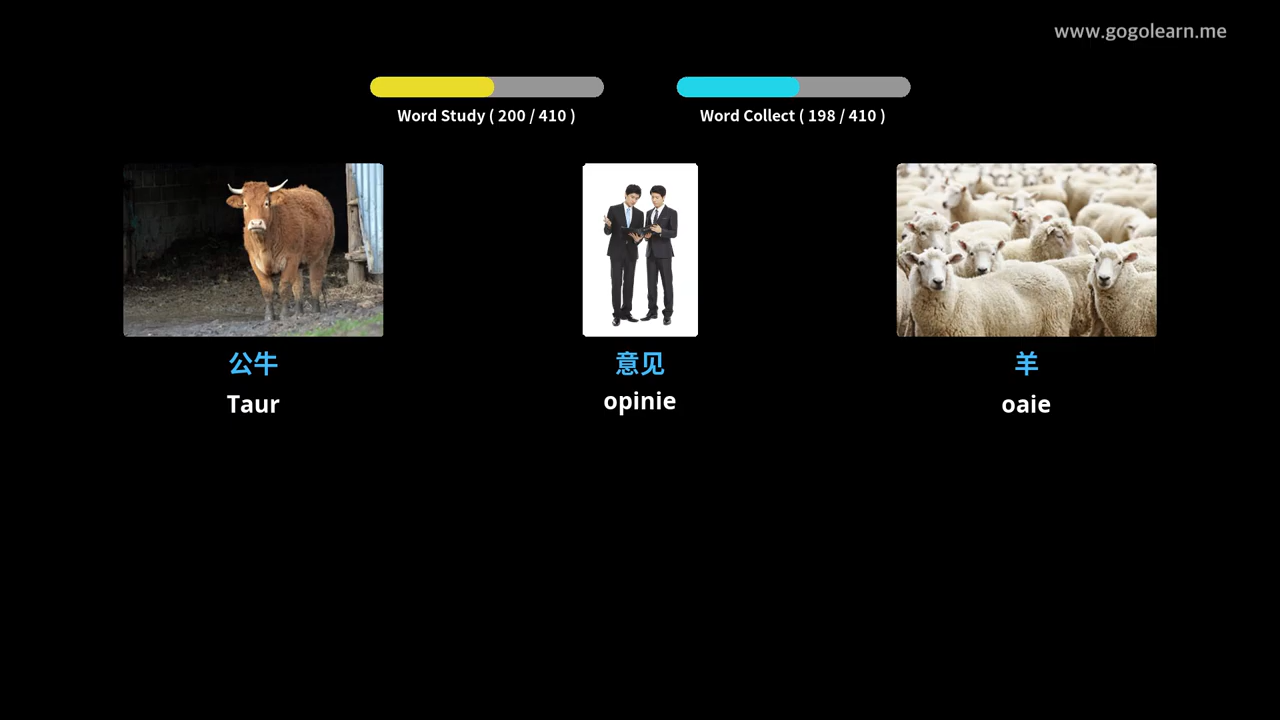 www.gogolearn.me
Word Study ( 200 / 410 )
Word Collect ( 198 / 410 )
公牛
意见
羊
Taur
opinie
oaie